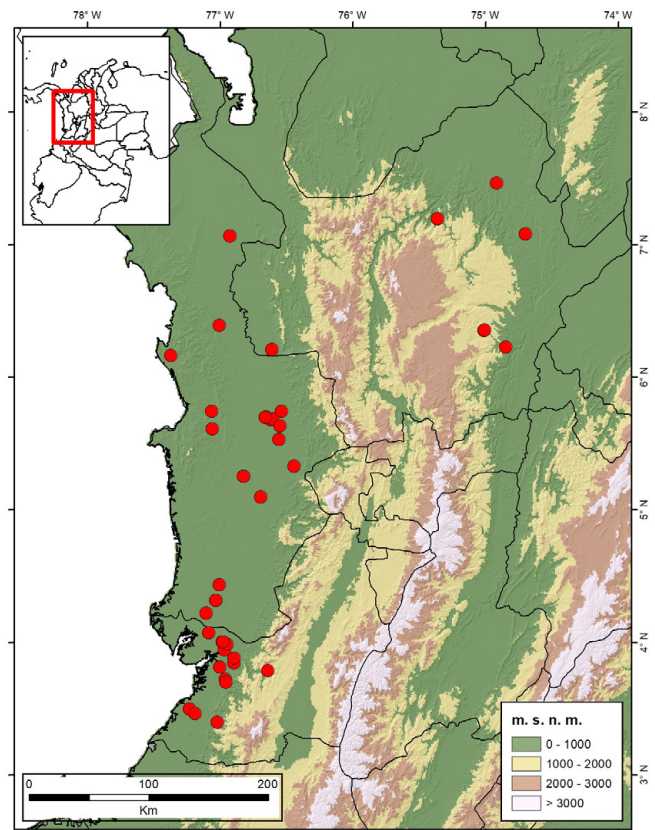 78° W 77° W 76° W 75° W 74° W
8° N
7° N
6° N
5° N
4° N
3° N
m. s. n. m.
0 - 1000
1000 - 2000
2000 - 3000
> 3000
0 100 200
Km